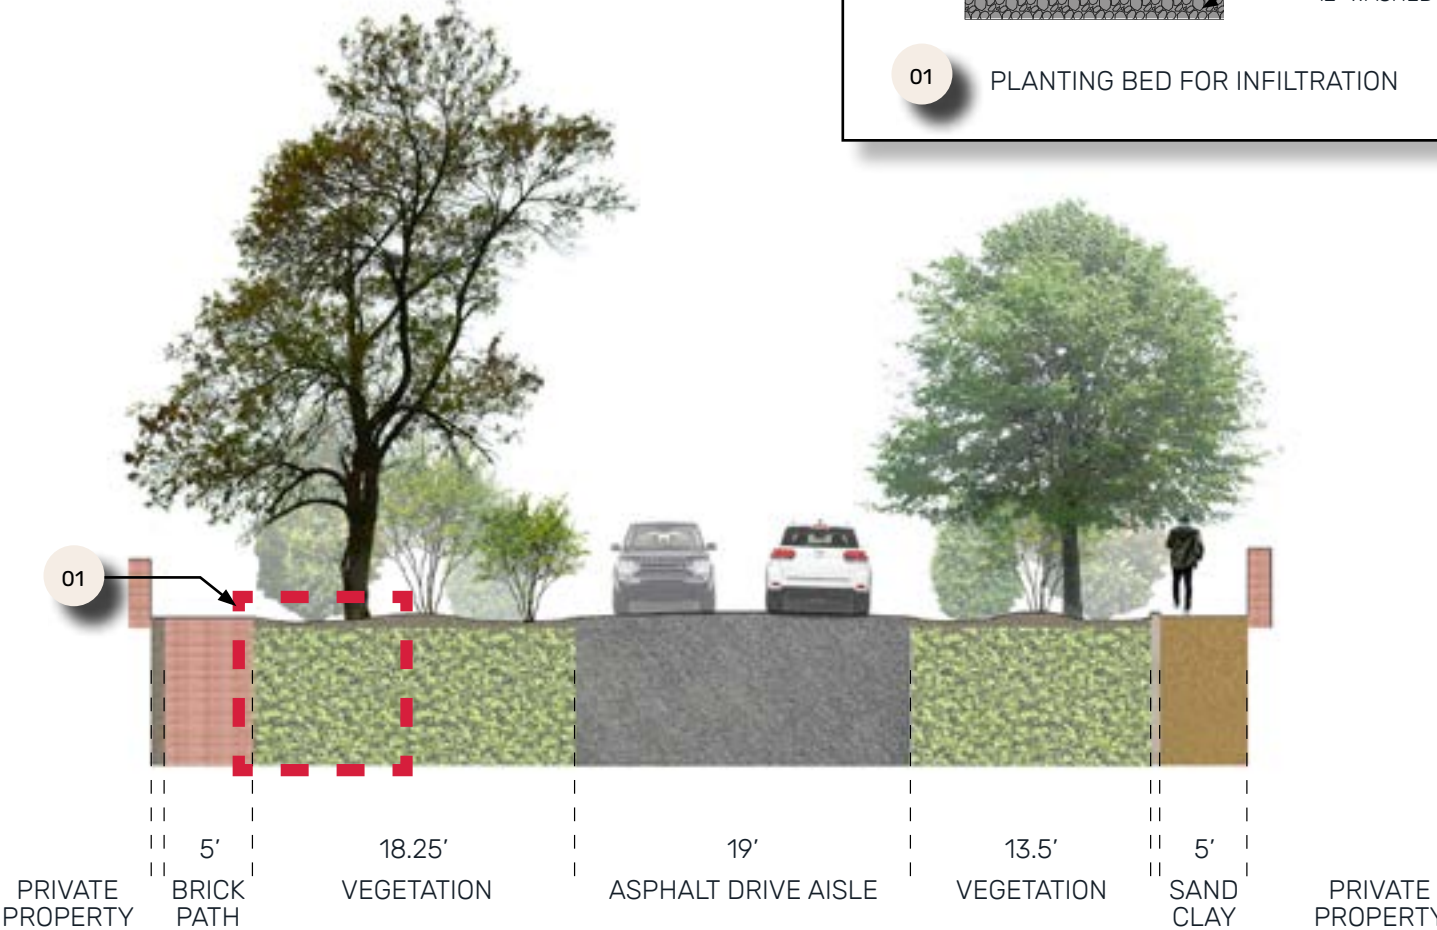 01
PLANTING BED FOR INFILTRATION
01
5’
18.25’
19’
13.5’
5’
PRIVATE PROPERTY
BRICK PATH
VEGETATION
ASPHALT DRIVE AISLE
VEGETATION
SAND CLAY
PRIVATE PROPERTY